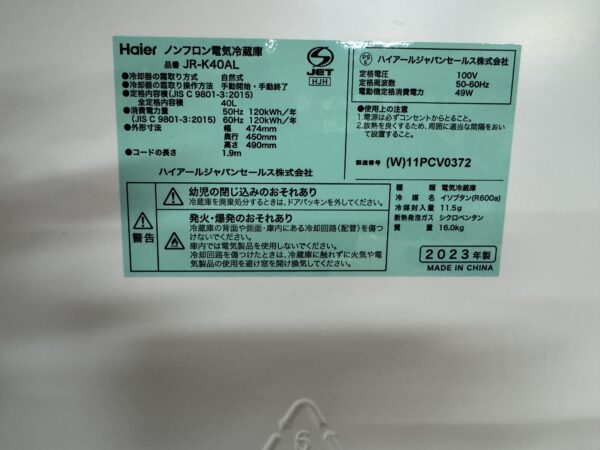 Haier ノンフロン電気冷蔵庫
品番 JR-K40AL
JET
HJH
●冷却器の霜取り方式 自然式
●冷却器の霜取り操作方法 手動開始・手動終了
●定格内容積(JIS C 9801-3:2015)
全定格内容積 40L
●消費電力量 50Hz 120kWh/年
(JIS C 9801-3:2015) 60Hz 120kWh/年
●外形寸法 幅 474mm
奥行 450mm
高さ 490mm
●コードの長さ 1.9m
ハイアールジャパンセールス株式会社
PS
E
ハイアールジャパンセールス株式会社
定格電圧 100V
定格周波数 50-60Hz
電動機定格消費電力 49W
●使用上の注意
1.電源は必ずコンセントからとること。
2.放熱を良くするため、周囲に適当な間隔をおい
て設置すること。
製造番号 (W)11PCV0372
警告
幼児の閉じ込みのおそれあり
冷蔵庫を廃棄処分するときは、ドアパッキンを外してください。
発火・爆発のおそれあり
冷蔵庫の背面や側面・庫内にある冷却回路(配管)を傷つ
けないでください。
庫内では電気製品を使用しないでください。
冷却回路を傷つけたときは、冷蔵庫に触れずに火気や電
気製品の使用を避け窓を開け換気してください。
種類 電気冷蔵庫
冷媒 イソブタン(R600a)
冷媒封入量 11.5g
断熱発泡ガス シクロペンタン
質量 16.0kg
2023年製
MADE IN CHINA
6